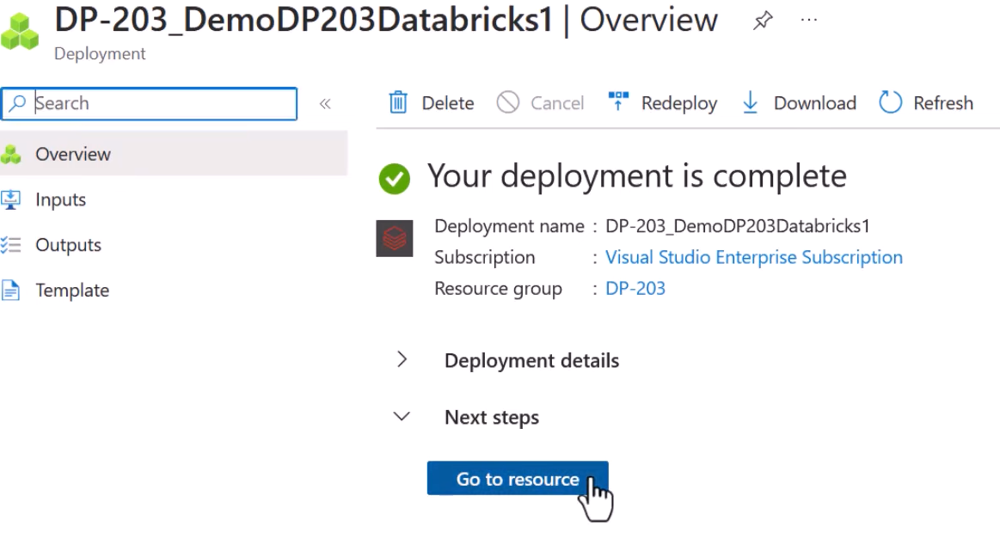 DP-203_DemoDP203Databricks1 | Overview ...
Deployment
Search «
Delete Cancel Redeploy Download Refresh
Overview
Inputs
Outputs
Template
Your deployment is complete
Deployment name : DP-203_DemoDP203Databricks1
Subscription : Visual Studio Enterprise Subscription
Resource group : DP-203
Deployment details
Next steps
Go to resource